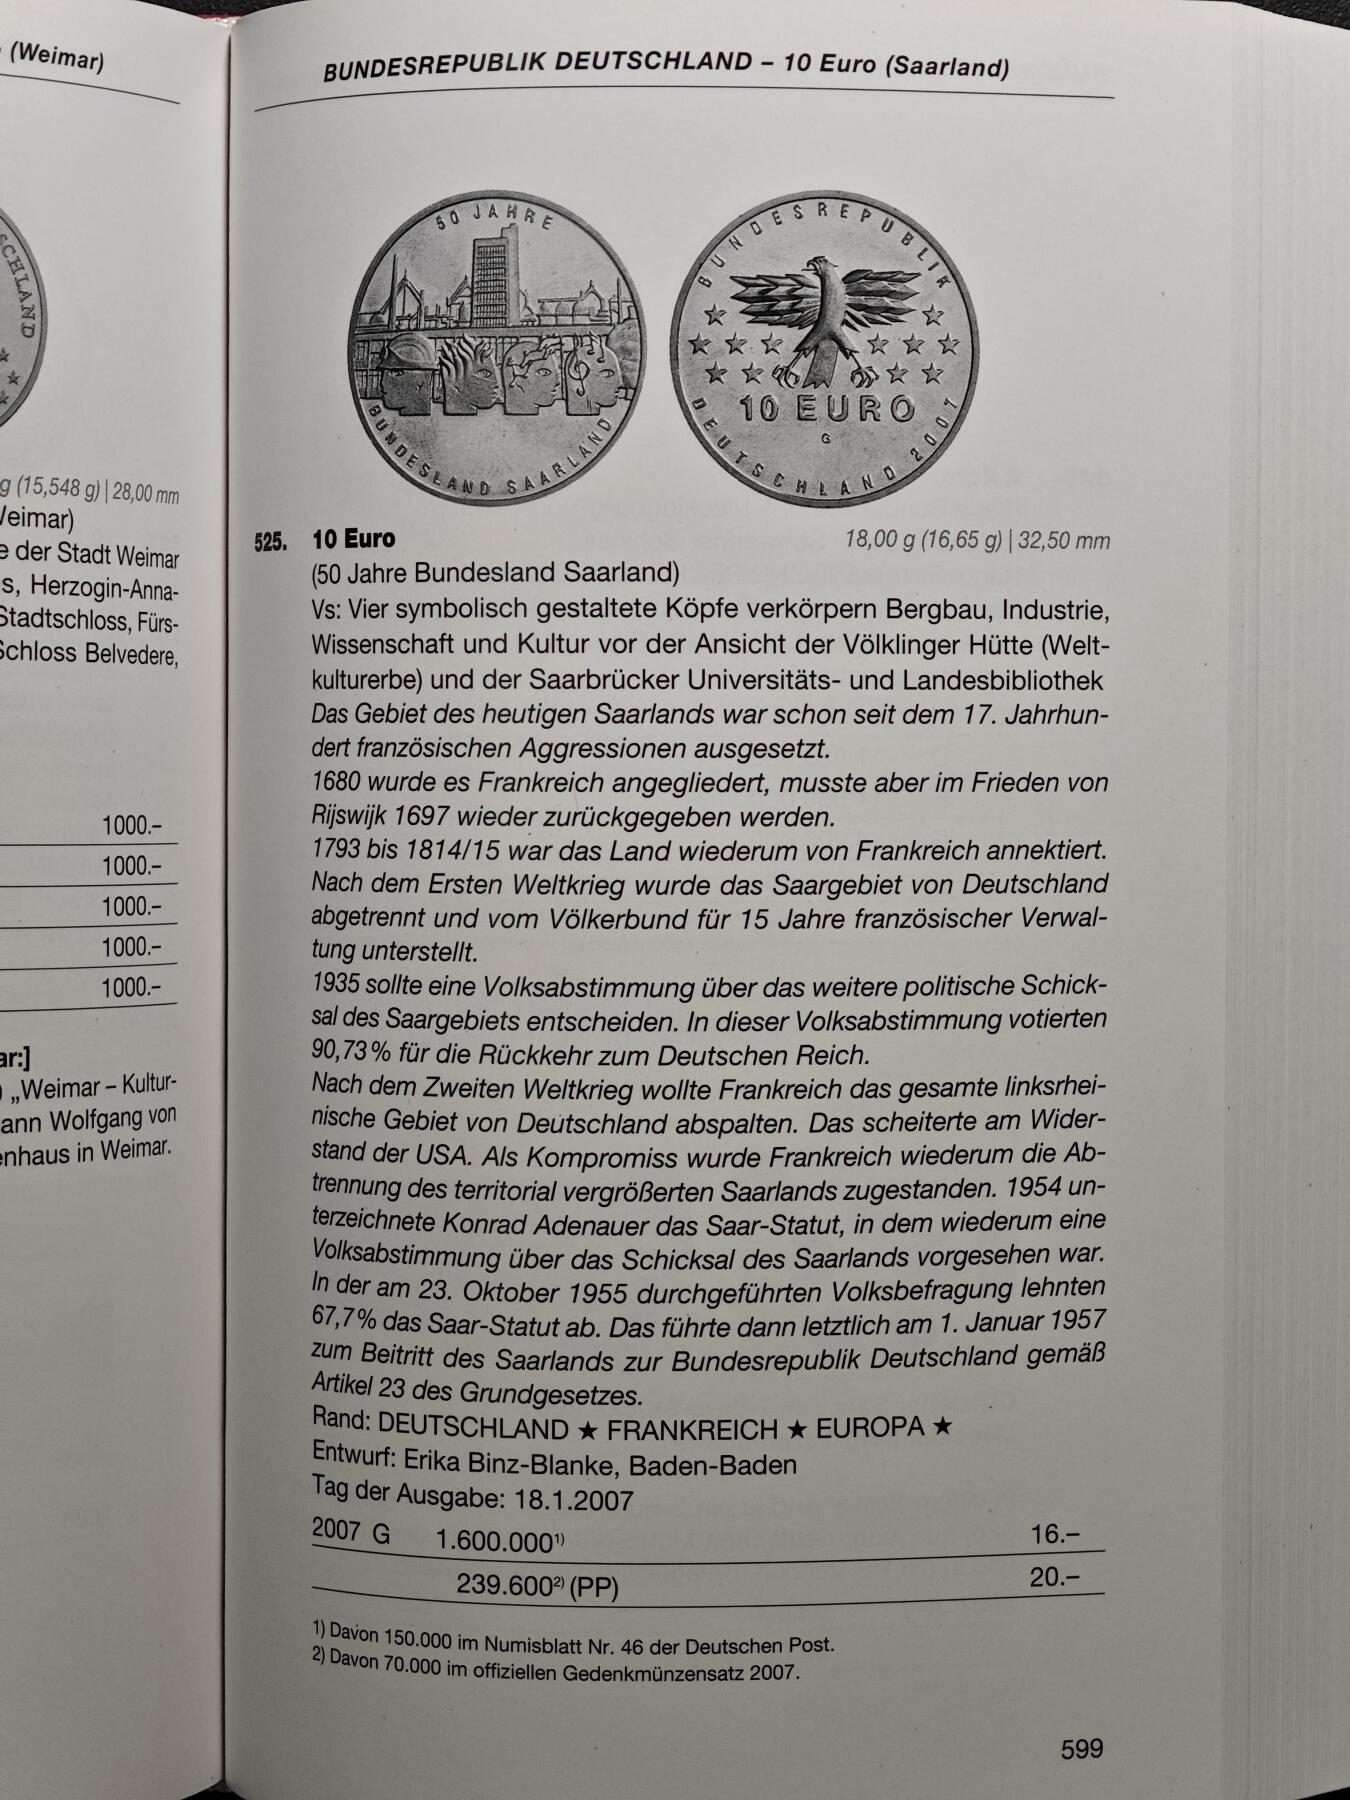 (Weimar)
SCHLAND
g (15,548 g) | 28,00 mm
Weimar)
e der Stadt Weimar
s, Herzogin-Anna-
Stadtschloss, Fürs-
Schloss Belvedere,
1000.–
1000.–
1000.–
1000.–
1000.–
ar:]
) „Weimar – Kultur-
ann Wolfgang von
enhaus in Weimar.
BUNDESREPUBLIK DEUTSCHLAND – 10 Euro (Saarland)
50 JAHRE
BUNDESLAND SAARLAND
BUNDESREPUBLIK
10 EURO
G
DEUTSCHLAND 2007
525. 10 Euro 18,00 g (16,65 g) | 32,50 mm
(50 Jahre Bundesland Saarland)
Vs: Vier symbolisch gestaltete Köpfe verkörpern Bergbau, Industrie,
Wissenschaft und Kultur vor der Ansicht der Völklinger Hütte (Welt-
kulturerbe) und der Saarbrücker Universitäts- und Landesbibliothek
Das Gebiet des heutigen Saarlands war schon seit dem 17. Jahrhun-
dert französischen Aggressionen ausgesetzt.
1680 wurde es Frankreich angegliedert, musste aber im Frieden von
Rijswijk 1697 wieder zurückgegeben werden.
1793 bis 1814/15 war das Land wiederum von Frankreich annektiert.
Nach dem Ersten Weltkrieg wurde das Saargebiet von Deutschland
abgetrennt und vom Völkerbund für 15 Jahre französischer Verwal-
tung unterstellt.
1935 sollte eine Volksabstimmung über das weitere politische Schick-
sal des Saargebiets entscheiden. In dieser Volksabstimmung votierten
90,73 % für die Rückkehr zum Deutschen Reich.
Nach dem Zweiten Weltkrieg wollte Frankreich das gesamte linksrhei-
nische Gebiet von Deutschland abspalten. Das scheiterte am Wider-
stand der USA. Als Kompromiss wurde Frankreich wiederum die Ab-
trennung des territorial vergrößerten Saarlands zugestanden. 1954 un-
terzeichnete Konrad Adenauer das Saar-Statut, in dem wiederum eine
Volksabstimmung über das Schicksal des Saarlands vorgesehen war.
In der am 23. Oktober 1955 durchgeführten Volksbefragung lehnten
67,7 % das Saar-Statut ab. Das führte dann letztlich am 1. Januar 1957
zum Beitritt des Saarlands zur Bundesrepublik Deutschland gemäß
Artikel 23 des Grundgesetzes.
Rand: DEUTSCHLAND ★ FRANKREICH ★ EUROPA ★
Entwurf: Erika Binz-Blanke, Baden-Baden
Tag der Ausgabe: 18.1.2007
2007 G 1.600.000¹⁾ 16.–
239.600²⁾ (PP) 20.–
1) Davon 150.000 im Numisblatt Nr. 46 der Deutschen Post.
2) Davon 70.000 im offiziellen Gedenkmünzensatz 2007.
599